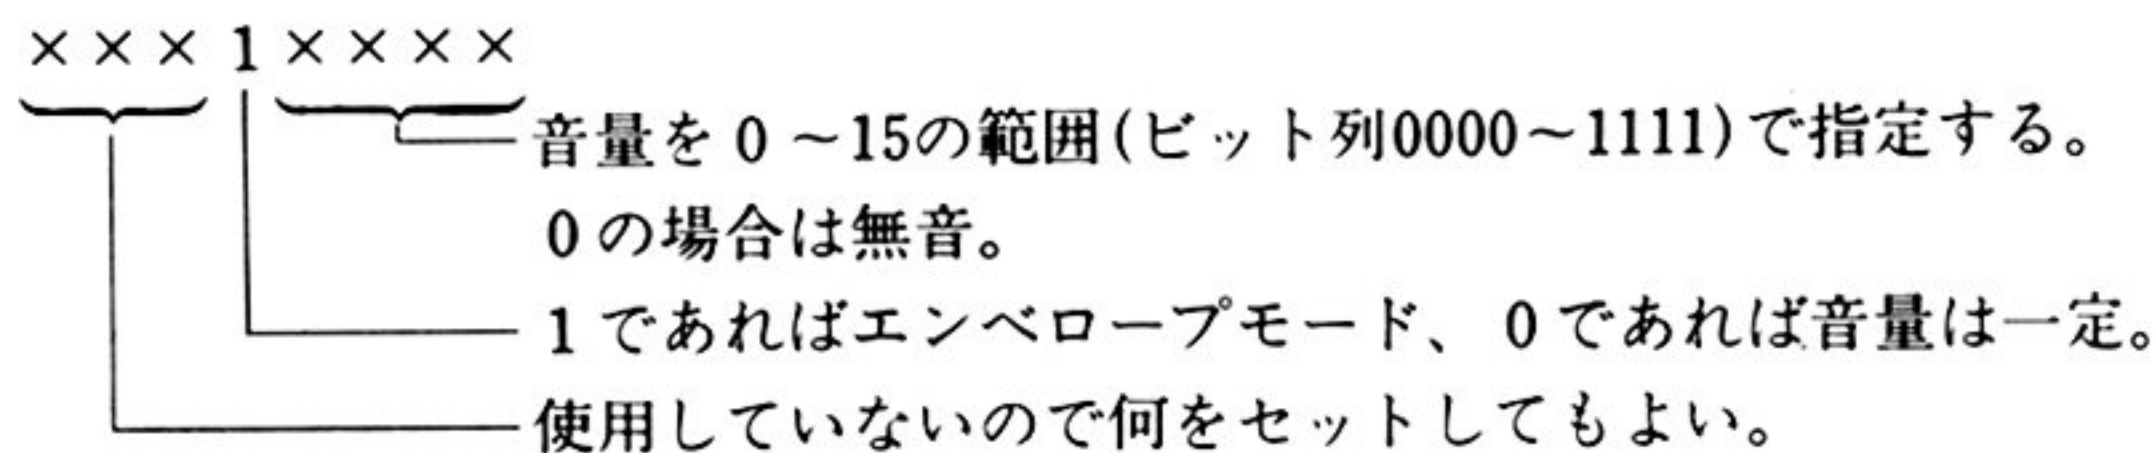 ×××1××××
音量を0～15の範囲(ビット列0000～1111)で指定する。
0の場合は無音。
1であればエンベロープモード、0であれば音量は一定。
使用していないので何をセットしてもよい。